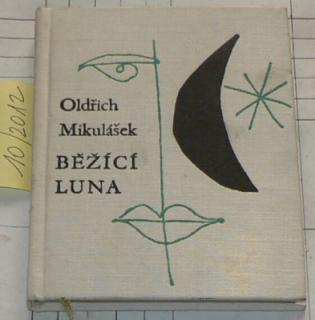 Oldřich
Mikulášek
BĚŽÍCÍ
LUNA
10/2012